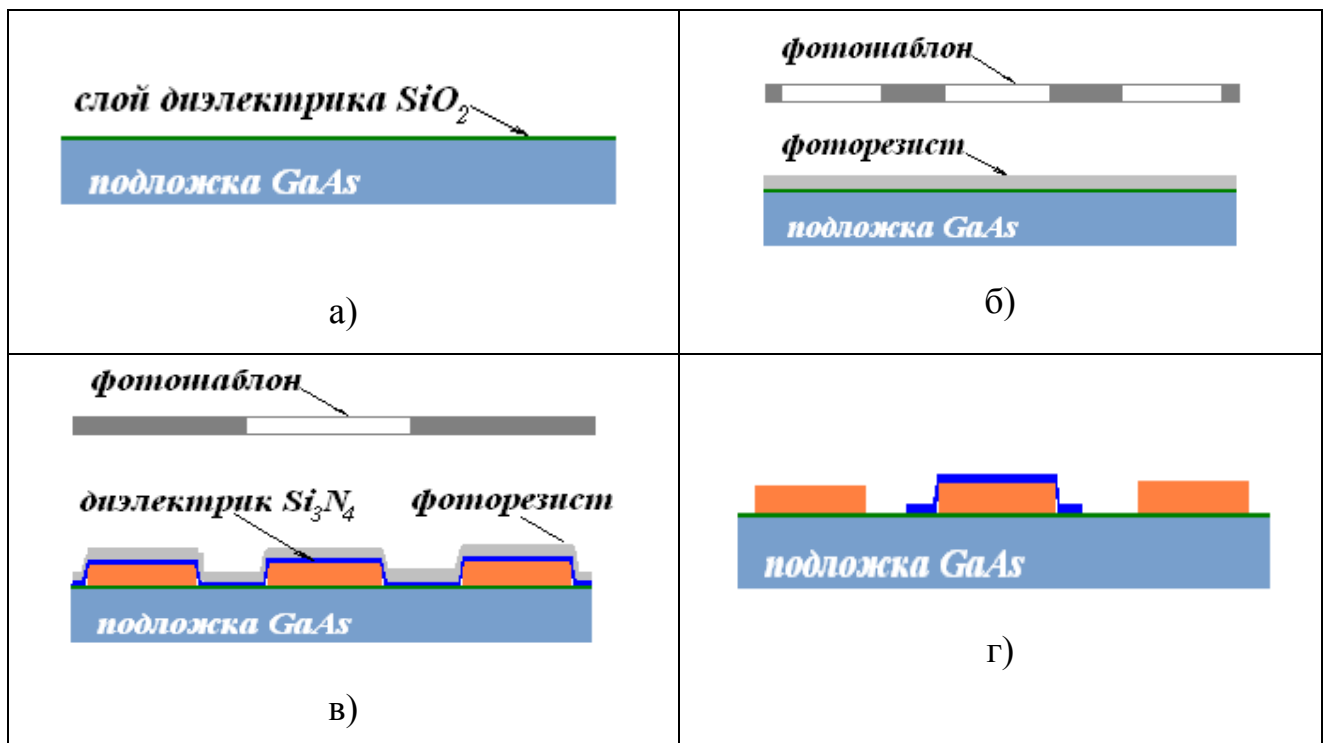 слой диэлектрика SiO₂
подложка GaAs
а)
фотошаблон
фоторезист
подложка GaAs
б)
фотошаблон
диэлектрик Si₃N₄ фоторезист
подложка GaAs
в)
подложка GaAs
г)